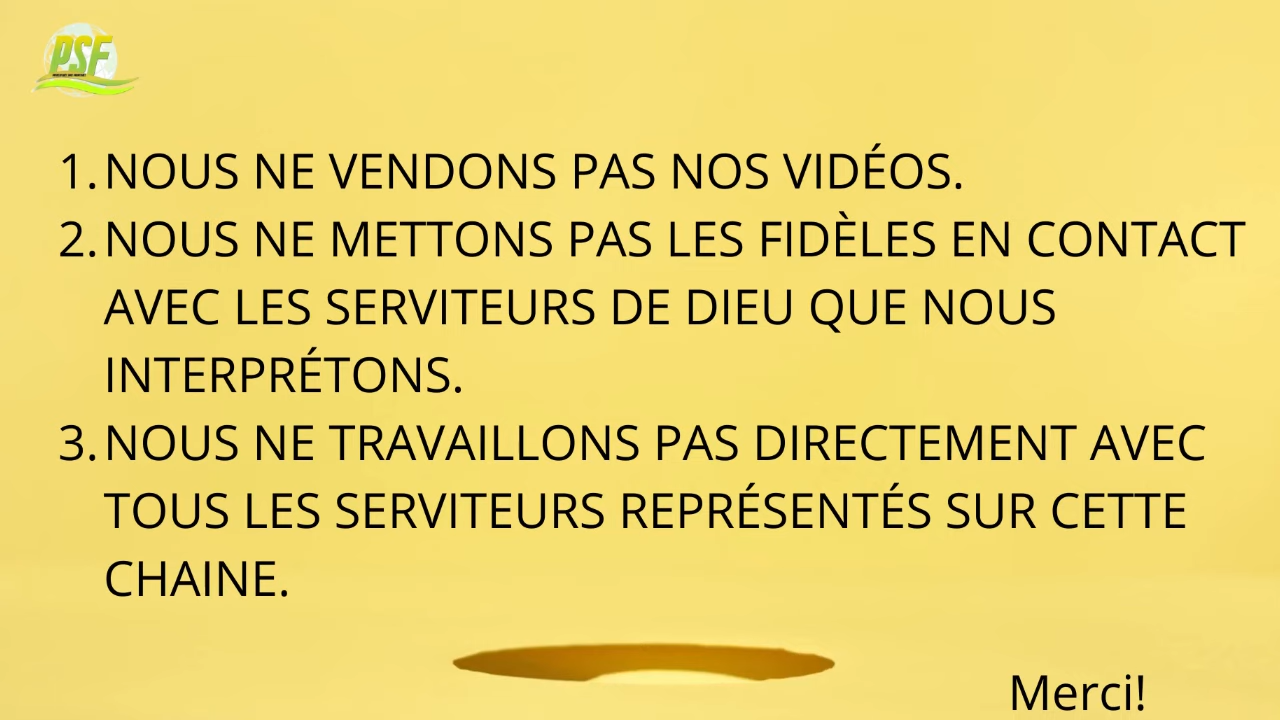 PSF
1. NOUS NE VENDONS PAS NOS VIDÉOS.
2. NOUS NE METTONS PAS LES FIDÈLES EN CONTACT
AVEC LES SERVITEURS DE DIEU QUE NOUS
INTERPRÉTONS.
3. NOUS NE TRAVAILLONS PAS DIRECTEMENT AVEC
TOUS LES SERVITEURS REPRÉSENTÉS SUR CETTE
CHAINE.
Merci!